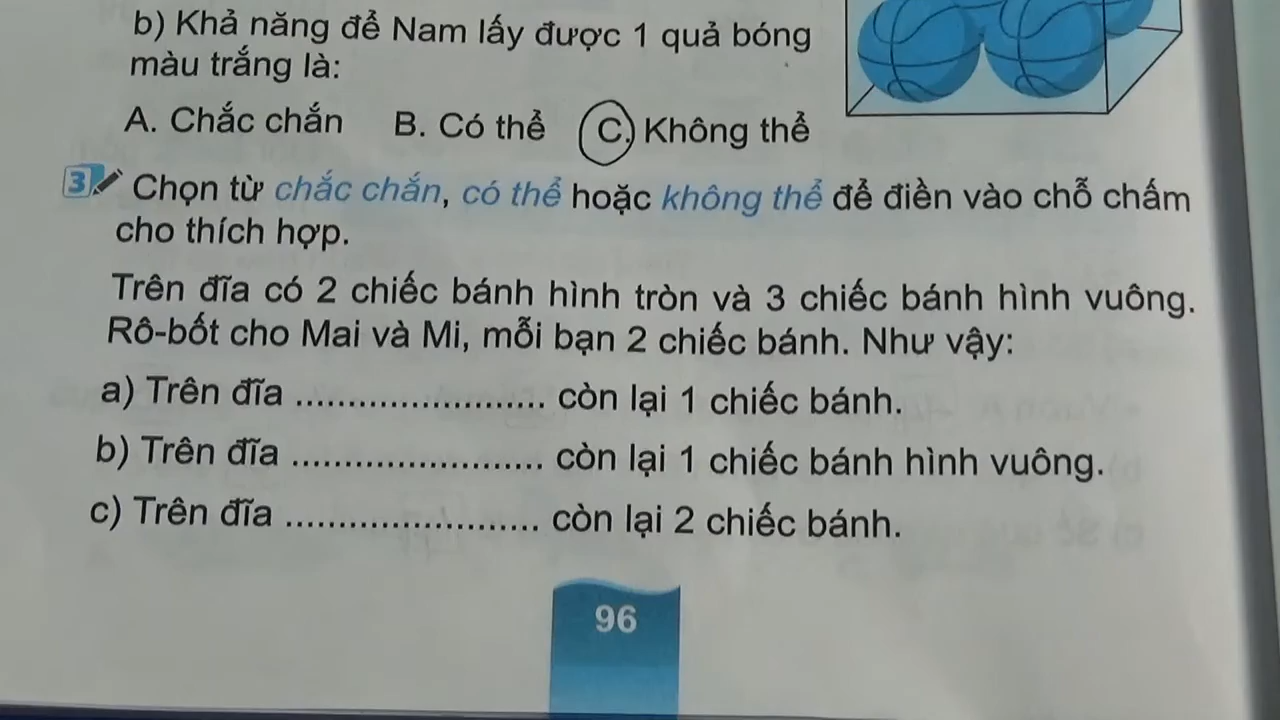 b) Khả năng để Nam lấy được 1 quả bóng
màu trắng là:
A. Chắc chắn B. Có thể C. Không thể
3 Chọn từ chắc chắn, có thể hoặc không thể để điền vào chỗ chấm
cho thích hợp.
Trên đĩa có 2 chiếc bánh hình tròn và 3 chiếc bánh hình vuông.
Rô-bốt cho Mai và Mi, mỗi bạn 2 chiếc bánh. Như vậy:
a) Trên đĩa ........................ còn lại 1 chiếc bánh.
b) Trên đĩa ........................ còn lại 1 chiếc bánh hình vuông.
c) Trên đĩa ........................ còn lại 2 chiếc bánh.
96